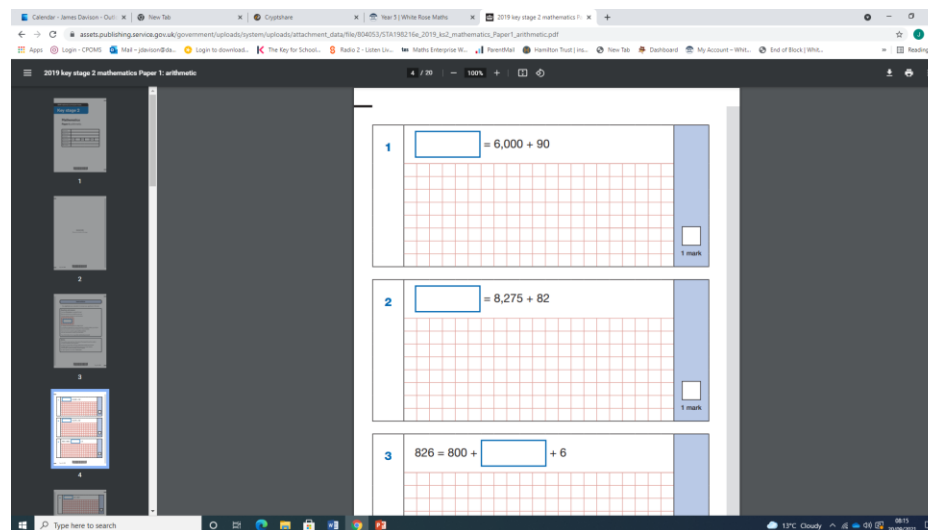 Calendar - James Davison - Outl
New Tab
Cryptshare
Year 5 | White Rose Maths
2019 key stage 2 mathematics P
assets.publishing.service.gov.uk/government/uploads/system/uploads/attachment_data/file/804053/STA198216e_2019_ks2_mathematics_Paper1_arithmetic.pdf
Apps
Login - CPOMS
Mail – jdavison@da...
Login to download...
The Key for School...
Radio 2 - Listen Liv...
Maths Enterprise W...
ParentMail
Hamilton Trust | ins...
New Tab
Dashboard
My Account – Whit...
End of Block | Whit...
»
Reading
2019 key stage 2 mathematics Paper 1: arithmetic
4 / 20
100%
1
2
3
4
1
= 6,000 + 90
1 mark
2
= 8,275 + 82
1 mark
3
826 = 800 + + 6
Type here to search
13°C Cloudy
08:15